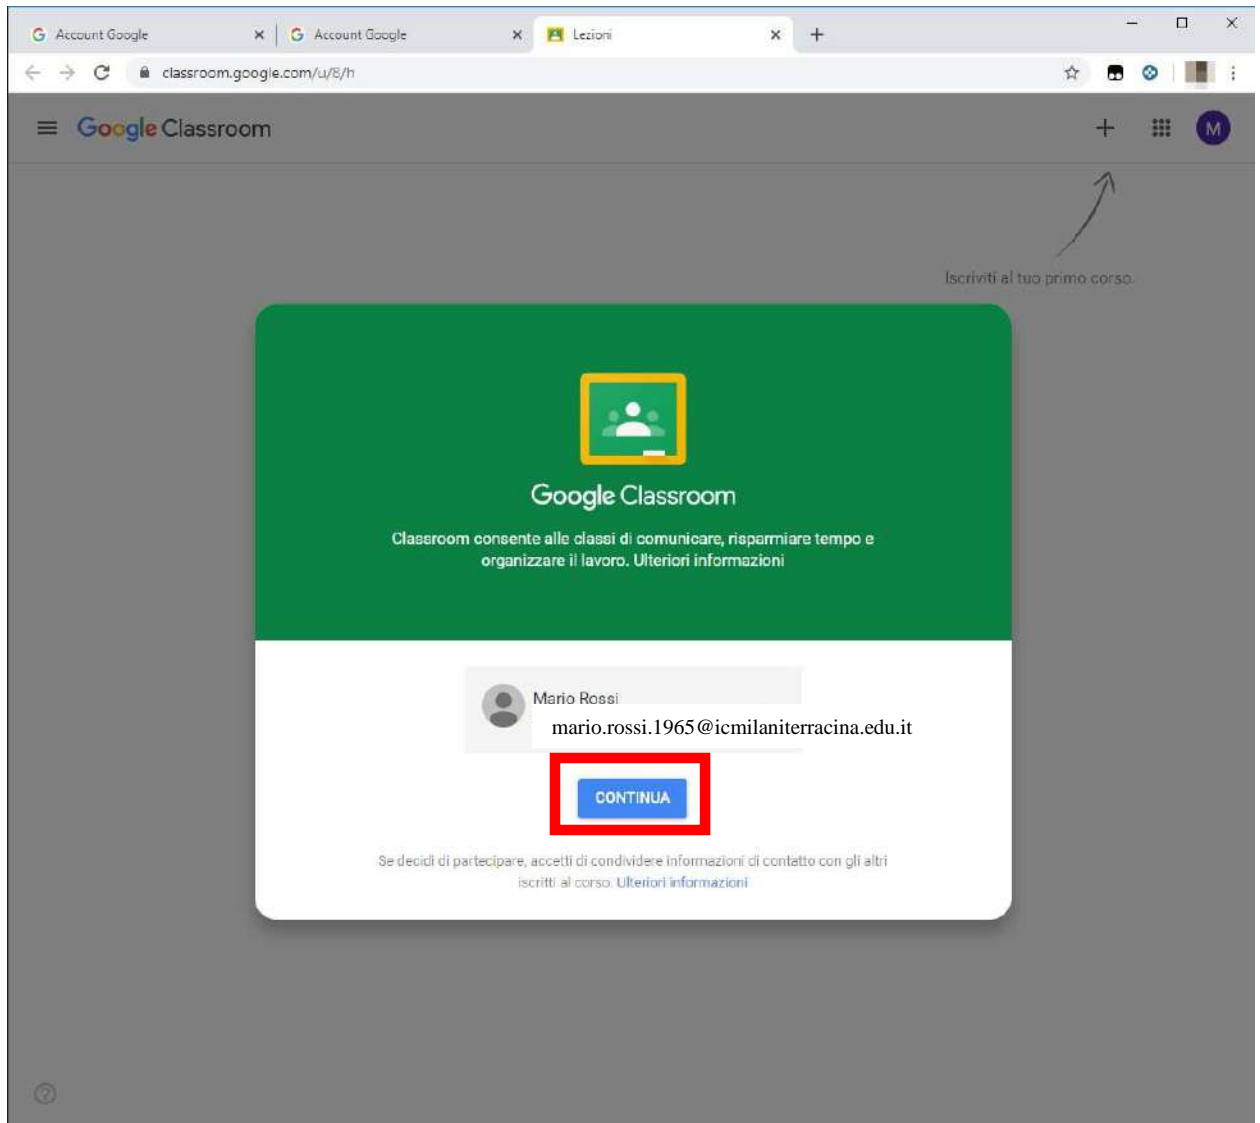 Account Google
Account Google
Lezioni
classroom.google.com/u/8/h
Google Classroom
M
Iscriviti al tuo primo corso.
Google Classroom
Classroom consente alle classi di comunicare, risparmiare tempo e
organizzare il lavoro. Ulteriori informazioni
Mario Rossi
mario.rossi.1965@icmilaniterracina.edu.it
CONTINUA
Se decidi di partecipare, accetti di condividere informazioni di contatto con gli altri
iscritti al corso. Ulteriori informazioni